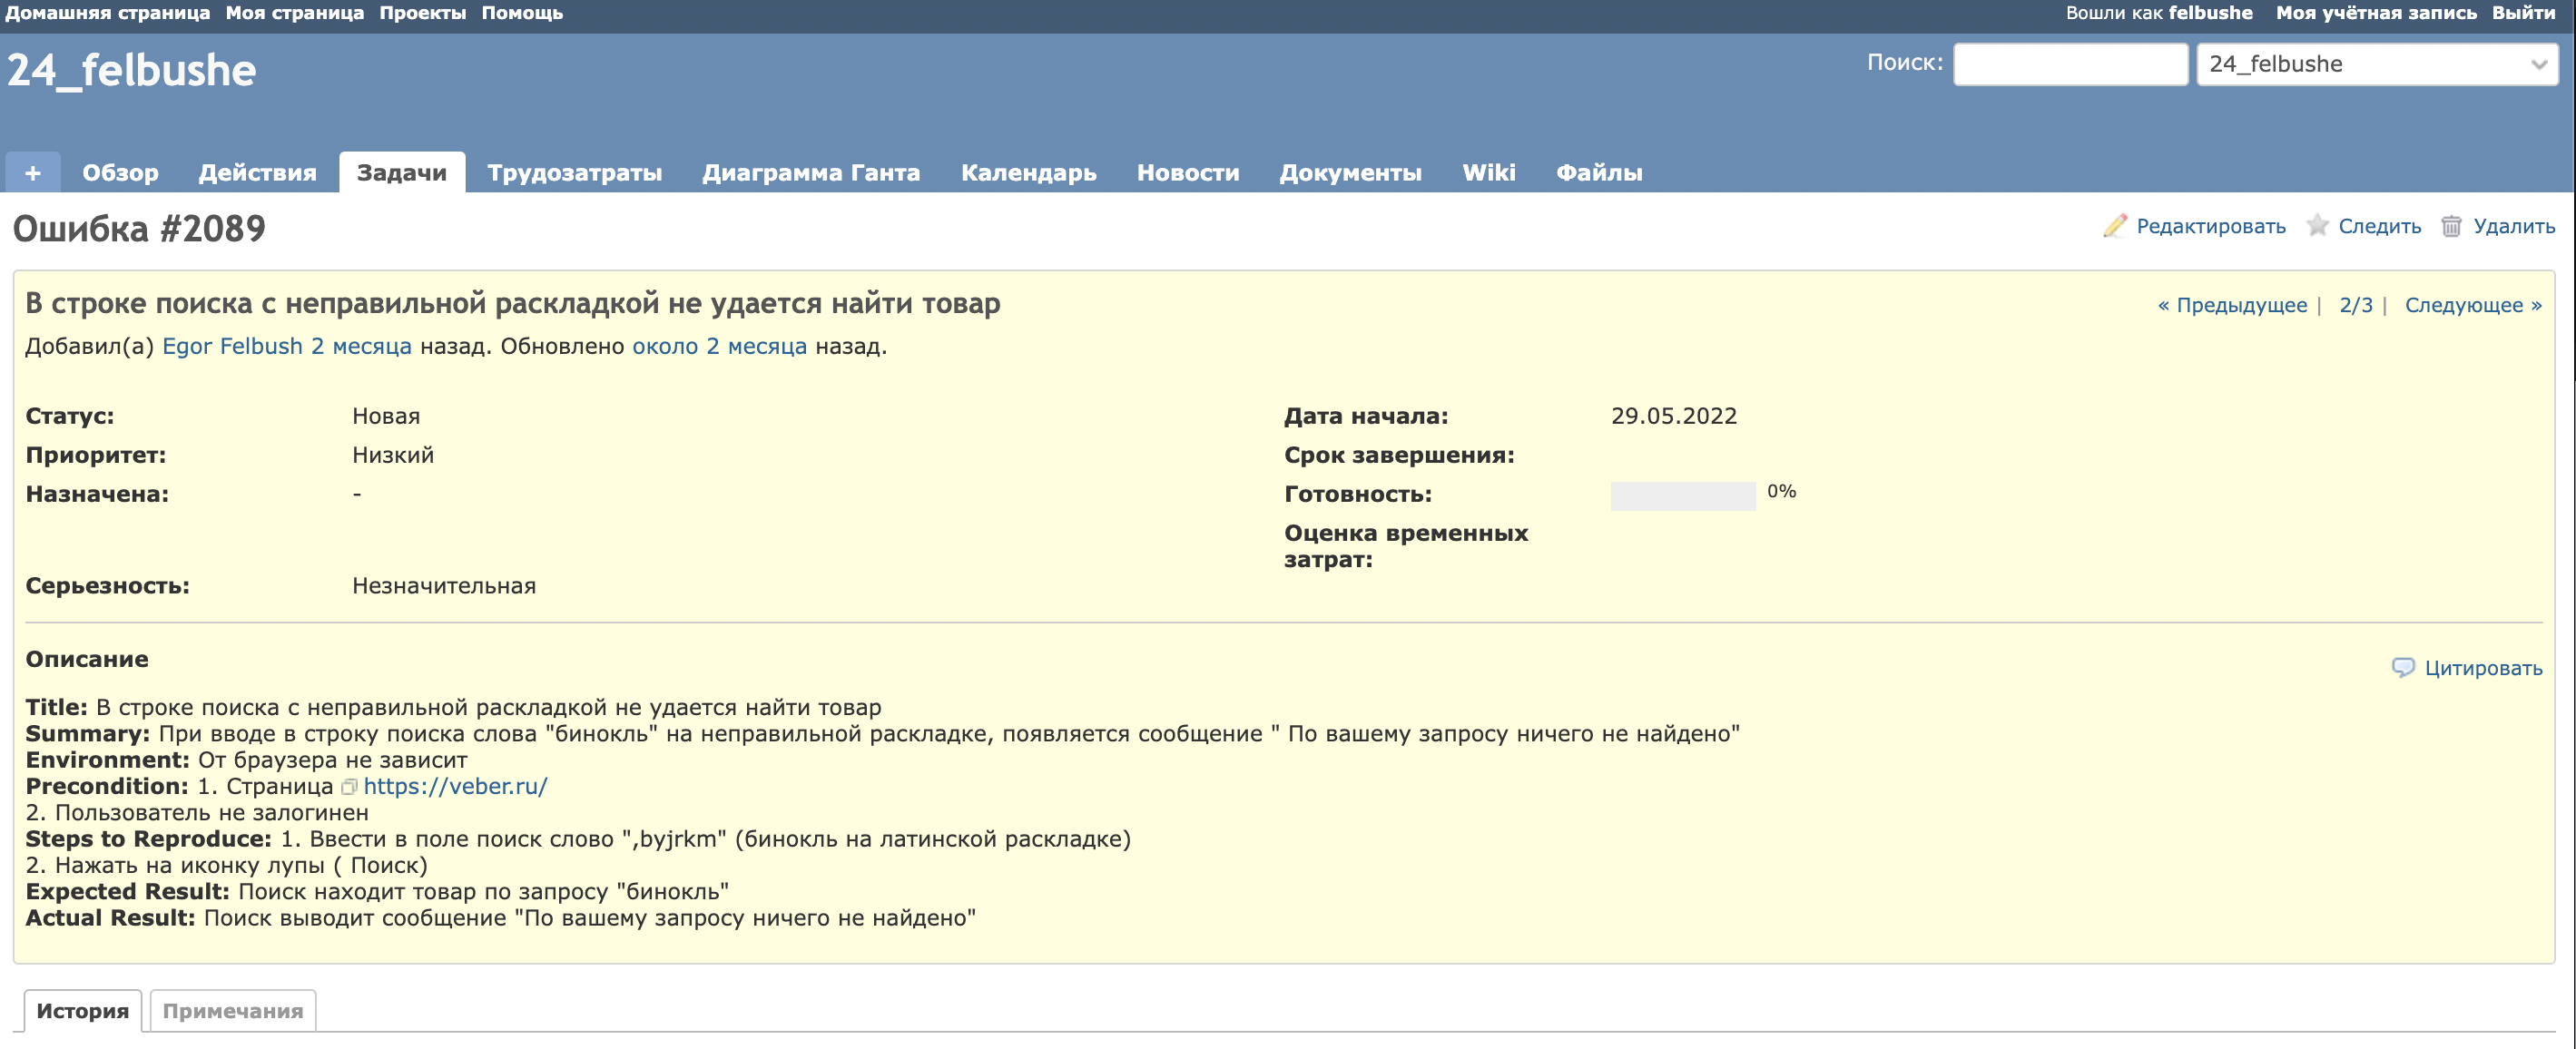 Домашняя страница Моя страница Проекты Помощь Вошли как felbushe Моя учётная запись Выйти
24_felbushe Поиск: 24_felbushe
+ Обзор Действия Задачи Трудозатраты Диаграмма Ганта Календарь Новости Документы Wiki Файлы
Ошибка #2089 Редактировать Следить Удалить
В строке поиска с неправильной раскладкой не удается найти товар « Предыдущее | 2/3 | Следующее »
Добавил(а) Egor Felbush 2 месяца назад. Обновлено около 2 месяца назад.
Статус: Новая Дата начала: 29.05.2022
Приоритет: Низкий Срок завершения:
Назначена: - Готовность: 0%
Оценка временных
затрат:
Серьезность: Незначительная
Описание
Цитировать
Title: В строке поиска с неправильной раскладкой не удается найти товар
Summary: При вводе в строку поиска слова "бинокль" на неправильной раскладке, появляется сообщение " По вашему запросу ничего не найдено"
Environment: От браузера не зависит
Precondition: 1. Страница https://veber.ru/
2. Пользователь не залогинен
Steps to Reproduce: 1. Ввести в поле поиск слово ",byjrkm" (бинокль на латинской раскладке)
2. Нажать на иконку лупы ( Поиск)
Expected Result: Поиск находит товар по запросу "бинокль"
Actual Result: Поиск выводит сообщение "По вашему запросу ничего не найдено"
История Примечания